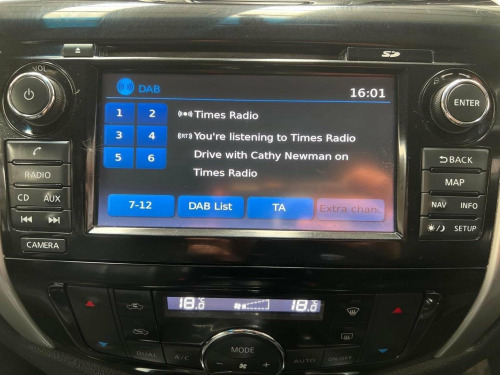 SD
VOL
DAB
16:01
1 2 Times Radio
3 4 RT You're listening to Times Radio
Drive with Cathy Newman on
5 6 Times Radio
7-12 DAB List TA Extra chan.
ENTER
RADIO
CD AUX
CAMERA
BACK
MAP
NAV INFO
SETUP
18.0°C 18.0°C
DUAL A/C MODE AUTO ON·OFF